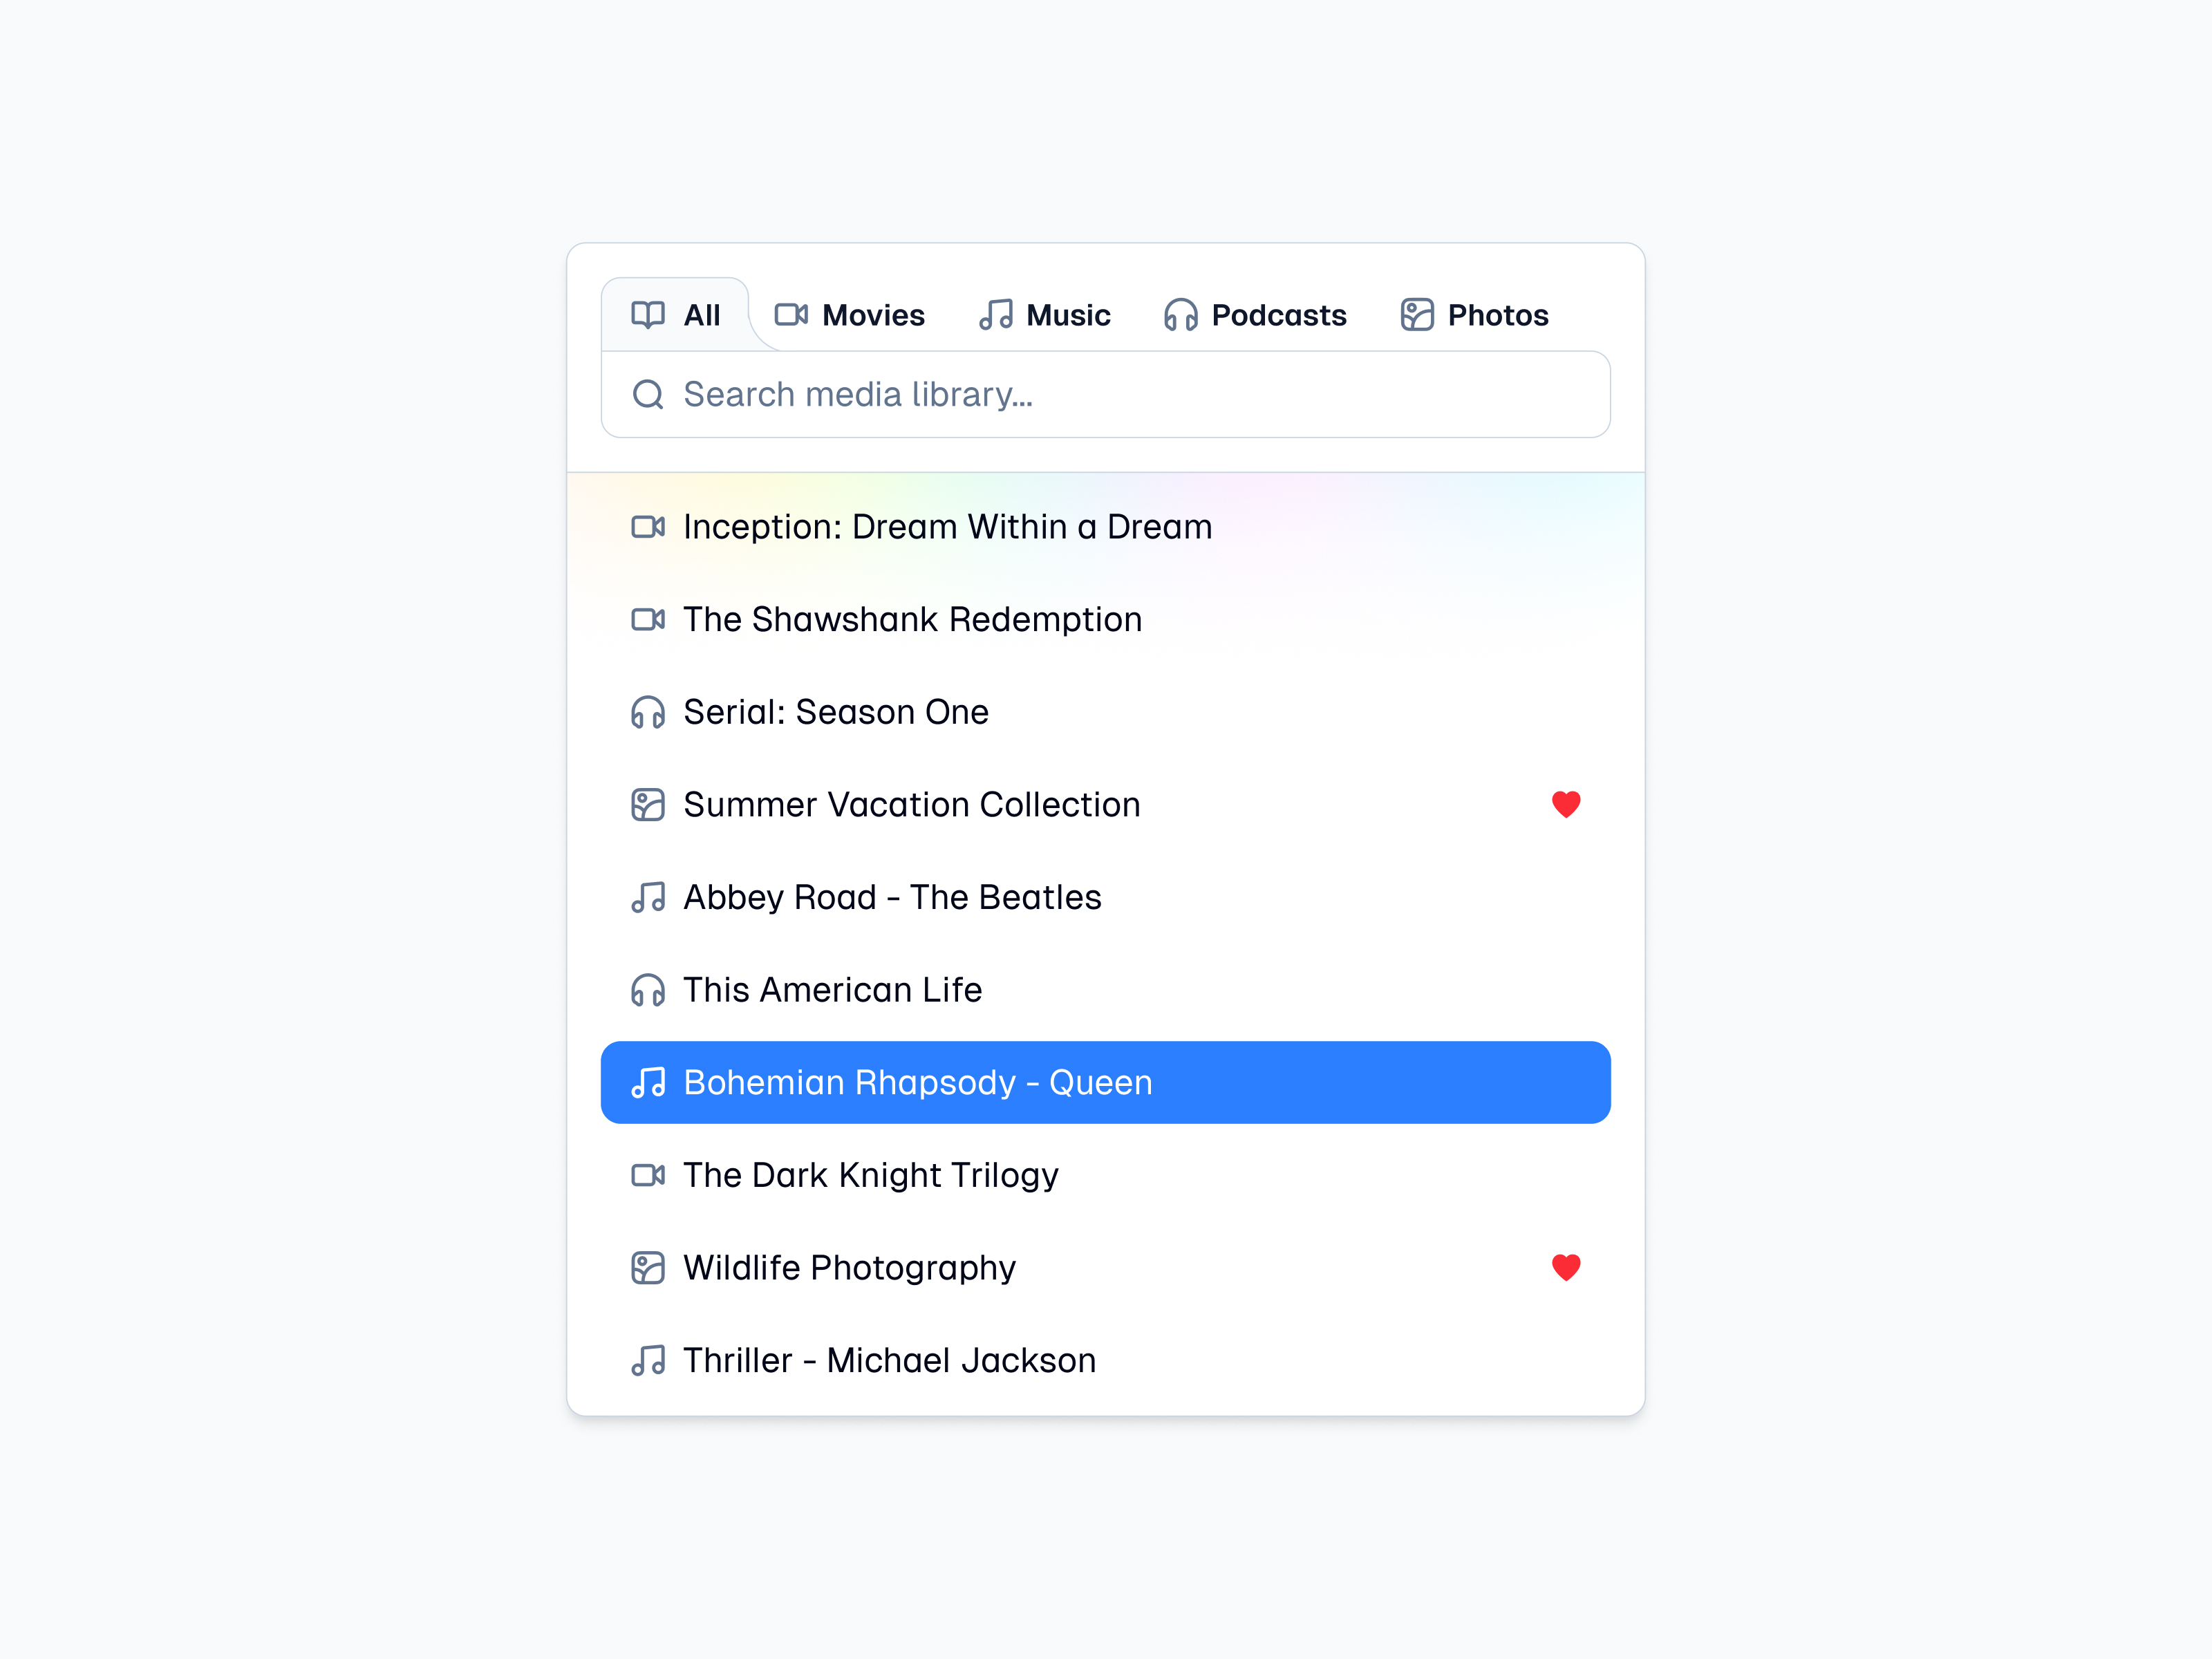 All Movies Music Podcasts Photos
Search media library...
Inception: Dream Within a Dream
The Shawshank Redemption
Serial: Season One
Summer Vacation Collection
Abbey Road - The Beatles
This American Life
Bohemian Rhapsody - Queen
The Dark Knight Trilogy
Wildlife Photography
Thriller - Michael Jackson